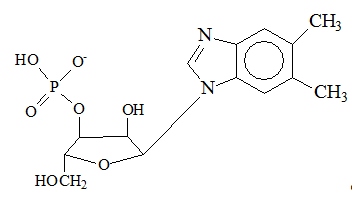 CH3
N
HO O-
P
O O OH N CH3
O
HOCH2
.